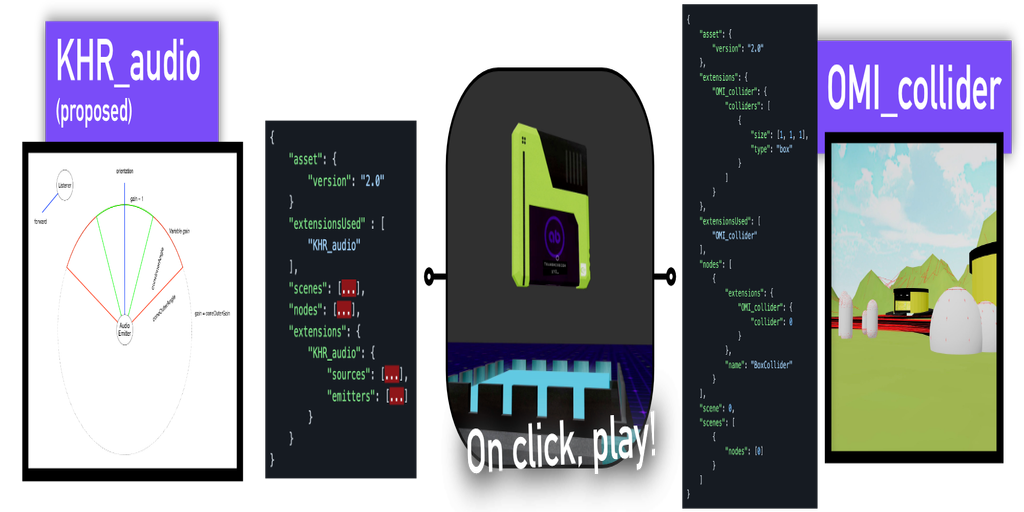 KHR_audio
(proposed)
Listener
forward
orientation
gain = 1
Variable gain
coneInnerAngle
coneOuterAngle
gain = coneOuterGain
Audio
Emitter
{
"asset": {
"version": "2.0"
}
"extensionsUsed" : [
"KHR_audio"
],
"scenes": [...],
"nodes": [...],
"extensions": {
"KHR_audio": {
"sources": [...],
"emitters": [...]
}
}
}
On click, play!
{
"asset": {
"version": "2.0"
},
"extensions": {
"OMI_collider": {
"colliders": [
{
"size": [1, 1, 1],
"type": "box"
}
]
}
},
"extensionsUsed": [
"OMI_collider"
],
"nodes": [
{
"extensions": {
"OMI_collider": {
"collider": 0
}
},
"name": "BoxCollider"
}
],
"scene": 0,
"scenes": [
{
"nodes": [0]
}
]
}
OMI_collider